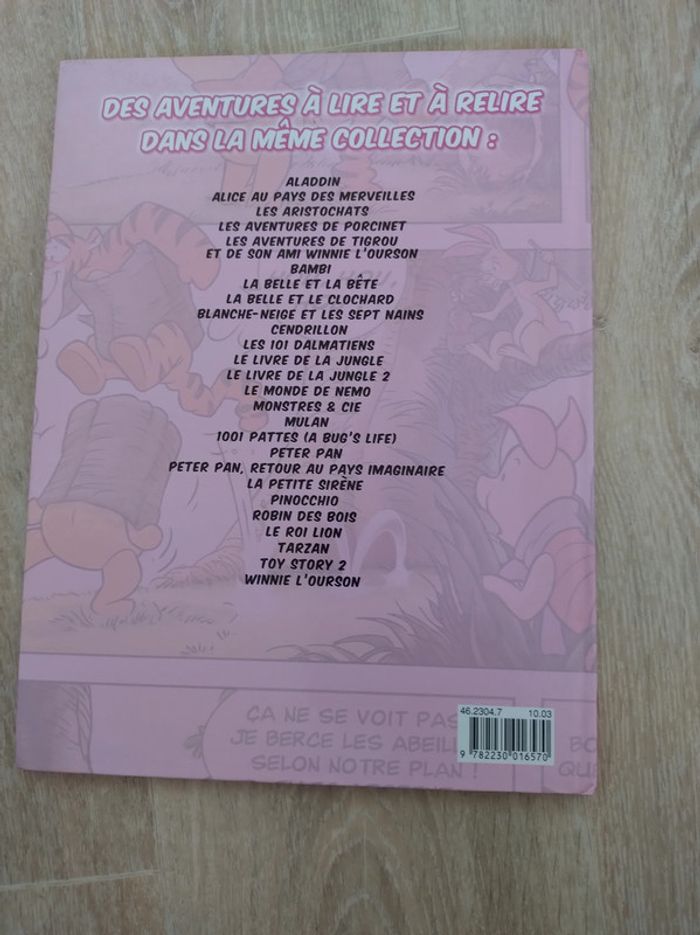 DES AVENTURES À LIRE ET À RELIRE
DANS LA MÊME COLLECTION :
ALADDIN
ALICE AU PAYS DES MERVEILLES
LES ARISTOCHATS
LES AVENTURES DE PORCINET
LES AVENTURES DE TIGROU
ET DE SON AMI WINNIE L'OURSON
BAMBI
LA BELLE ET LA BÊTE
LA BELLE ET LE CLOCHARD
BLANCHE-NEIGE ET LES SEPT NAINS
CENDRILLON
LES 101 DALMATIENS
LE LIVRE DE LA JUNGLE
LE LIVRE DE LA JUNGLE 2
LE MONDE DE NEMO
MONSTRES & CIE
MULAN
1001 PATTES (A BUG'S LIFE)
PETER PAN
PETER PAN, RETOUR AU PAYS IMAGINAIRE
LA PETITE SIRÈNE
PINOCCHIO
ROBIN DES BOIS
LE ROI LION
TARZAN
TOY STORY 2
WINNIE L'OURSON
46.2304.7 10.03
9 782230 016570
ÇA NE SE VOIT PAS
JE BERCE LES
SELON NOTRE PLAN !